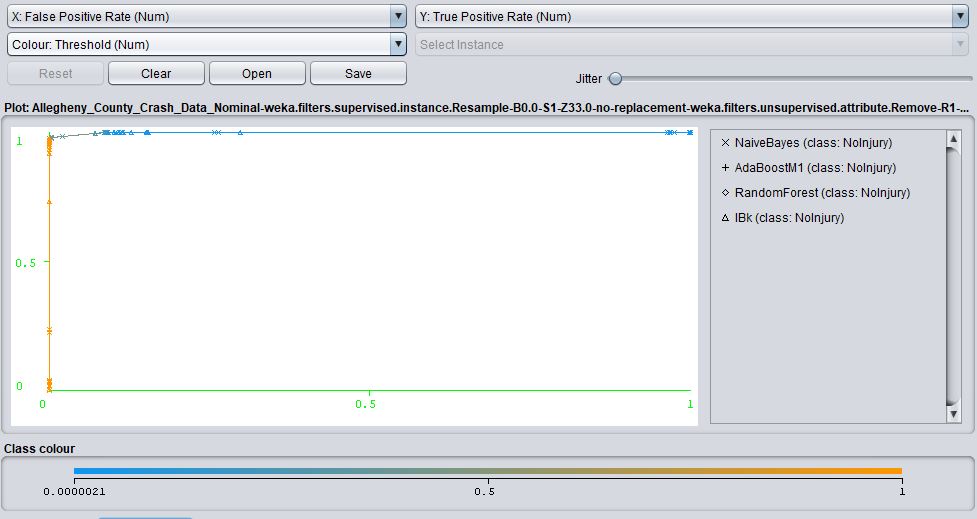 X: False Positive Rate (Num) Y: True Positive Rate (Num)
Colour: Threshold (Num) Select Instance
Reset Clear Open Save Jitter
Plot: Allegheny_County_Crash_Data_Nominal-weka.filters.supervised.instance.Resample-B0.0-S1-Z33.0-no-replacement-weka.filters.unsupervised.attribute.Remove-R1-...
1
0.5
0
0 0.5 1
NaiveBayes (class: NoInjury)
AdaBoostM1 (class: NoInjury)
RandomForest (class: NoInjury)
IBk (class: NoInjury)
Class colour
0.0000021 0.5 1